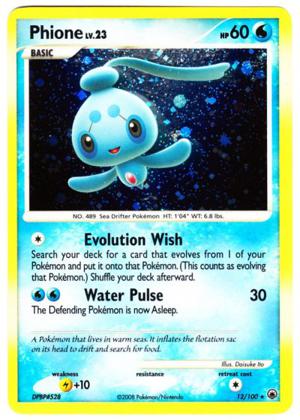 Phione LV.23 HP 60
BASIC
NO. 489 Sea Drifter Pokémon HT: 1'04" WT: 6.8 lbs.
Evolution Wish
Search your deck for a card that evolves from 1 of your
Pokémon and put it onto that Pokémon. (This counts as evolving
that Pokémon.) Shuffle your deck afterward.
Water Pulse 30
The Defending Pokémon is now Asleep.
A Pokémon that lives in warm seas. It inflates the flotation sac
on its head to drift and search for food.
Illus. Daisuke Ito
weakness resistance retreat cost
+10
DPBP#528 ©2008 Pokémon/Nintendo 12/100 ★